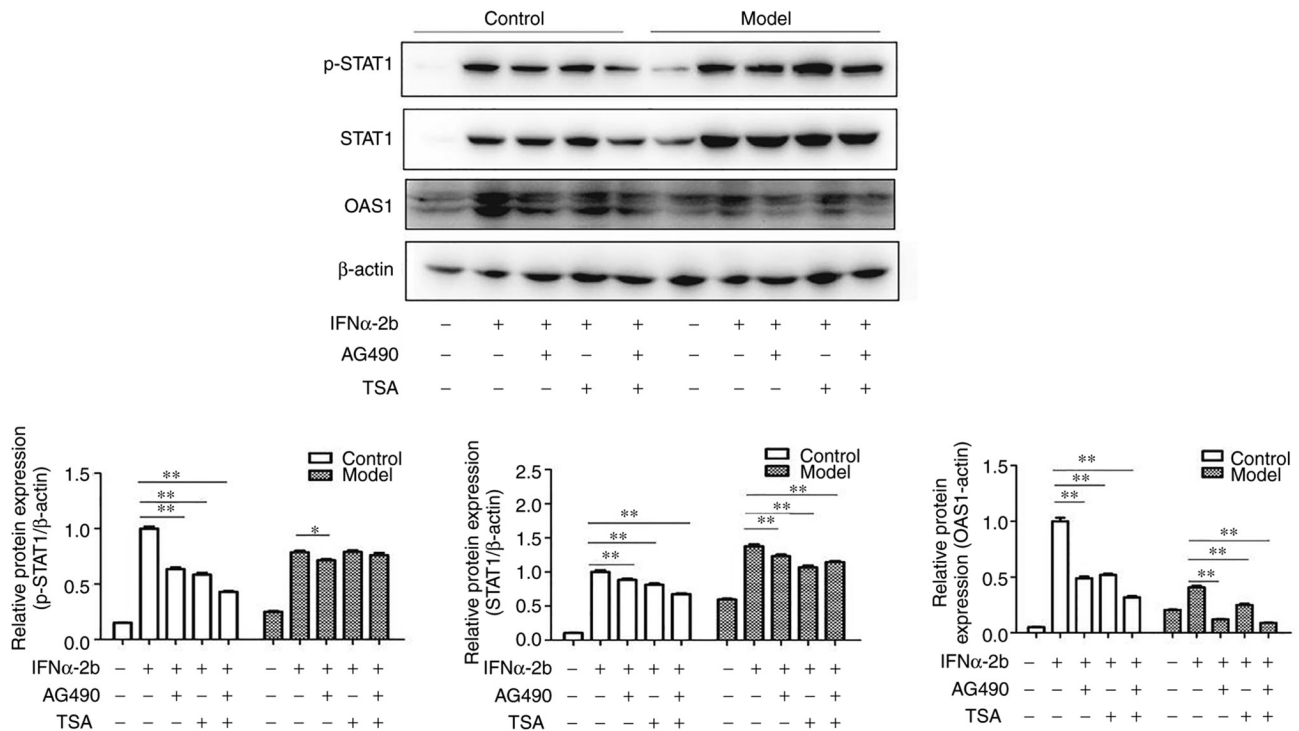 Control Model
p-STAT1
STAT1
OAS1
β-actin
IFNα-2b – + + + + – + + + +
AG490 – – + – + – – + – +
TSA – – – + + – – – + +
Relative protein expression
(p-STAT1/β-actin)
1.5
1.0
0.5
0.0
Control
Model
**
**
**
*
IFNα-2b – + + + + – + + + +
AG490 – – + – + – – + – +
TSA – – – + + – – – + +
Relative protein expression
(STAT1/β-actin)
2.5
2.0
1.5
1.0
0.5
0.0
Control
Model
**
**
**
**
**
**
IFNα-2b – + + + + – + + + +
AG490 – – + – + – – + – +
TSA – – – + + – – – + +
Relative protein
expression (OAS1-actin)
1.5
1.0
0.5
0.0
Control
Model
**
**
**
**
**
**
IFNα-2b – + + + + – + + + +
AG490 – – + – + – – + – +
TSA – – – + + – – – + +